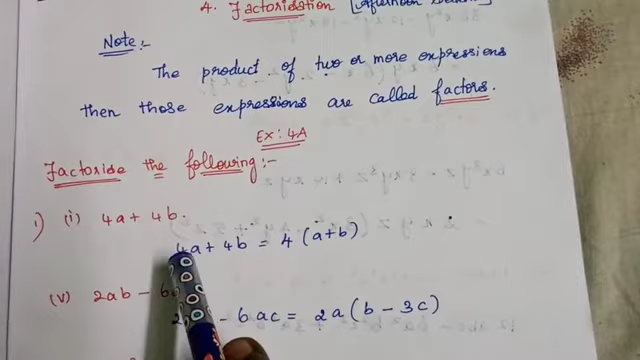 4. Factorisation
Note:-
The product of two or more expressions
then those expressions are called factors.
Ex: 4A
Factorise the following:-
1) (i) 4a + 4b.
4a + 4b = 4 (a+b)
(v) 2ab -
- 6ac = 2a (b - 3c)